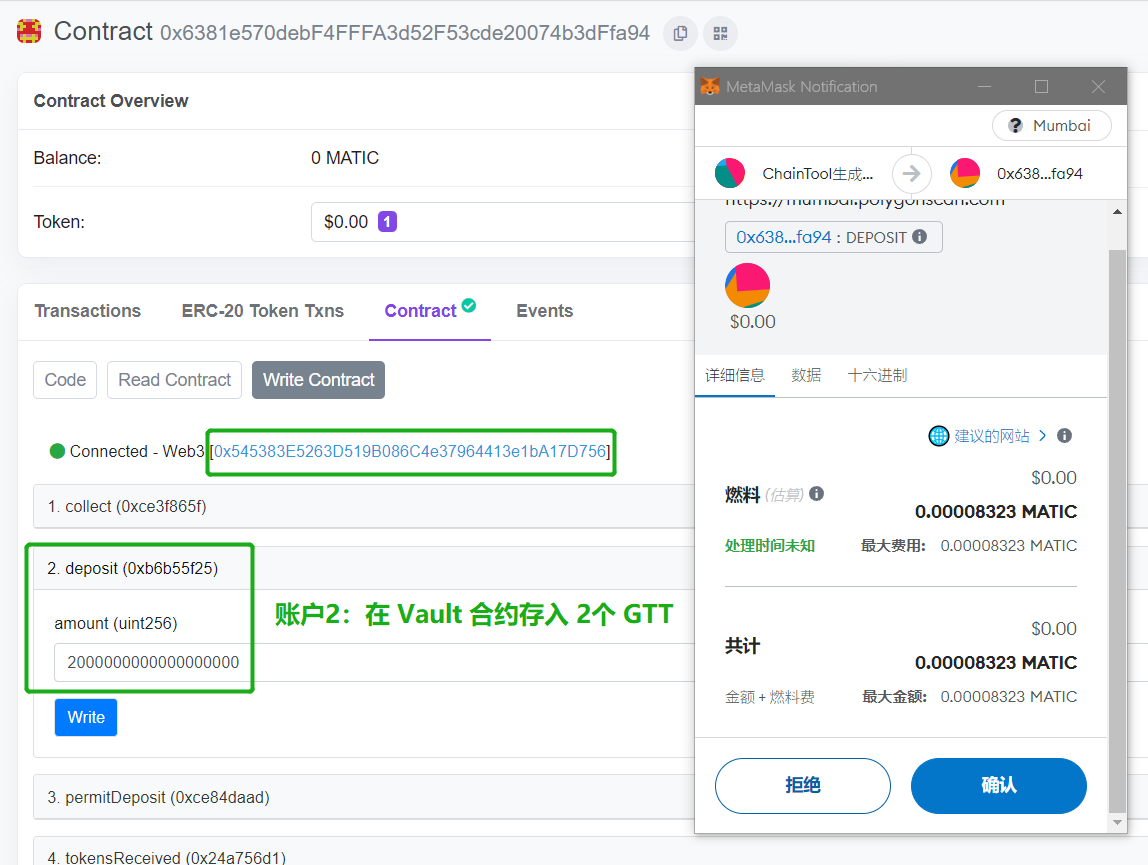 Contract 0x6381e570debF4FFFA3d52F53cde20074b3dFfa94
Contract Overview
Balance:
0 MATIC
Token:
$0.00 1
Transactions
ERC-20 Token Txns
Contract
Events
Code
Read Contract
Write Contract
Connected - Web3 [0x545383E5263D519B086C4e37964413e1bA17D756]
1. collect (0xce3f865f)
2. deposit (0xb6b55f25)
amount (uint256)
2000000000000000000
账户2：在 Vault 合约存入 2个 GTT
Write
3. permitDeposit (0xce84daad)
4. tokensReceived (0x24a756d1)
MetaMask Notification
Mumbai
ChainTool生成...
0x638...fa94
https://mumbai.polygonscan.com
0x638...fa94 : DEPOSIT
$0.00
详细信息
数据
十六进制
建议的网站
$0.00
燃料 (估算)
0.00008323 MATIC
处理时间未知
最大费用: 0.00008323 MATIC
$0.00
共计
0.00008323 MATIC
金额 + 燃料费
最大金额: 0.00008323 MATIC
拒绝
确认